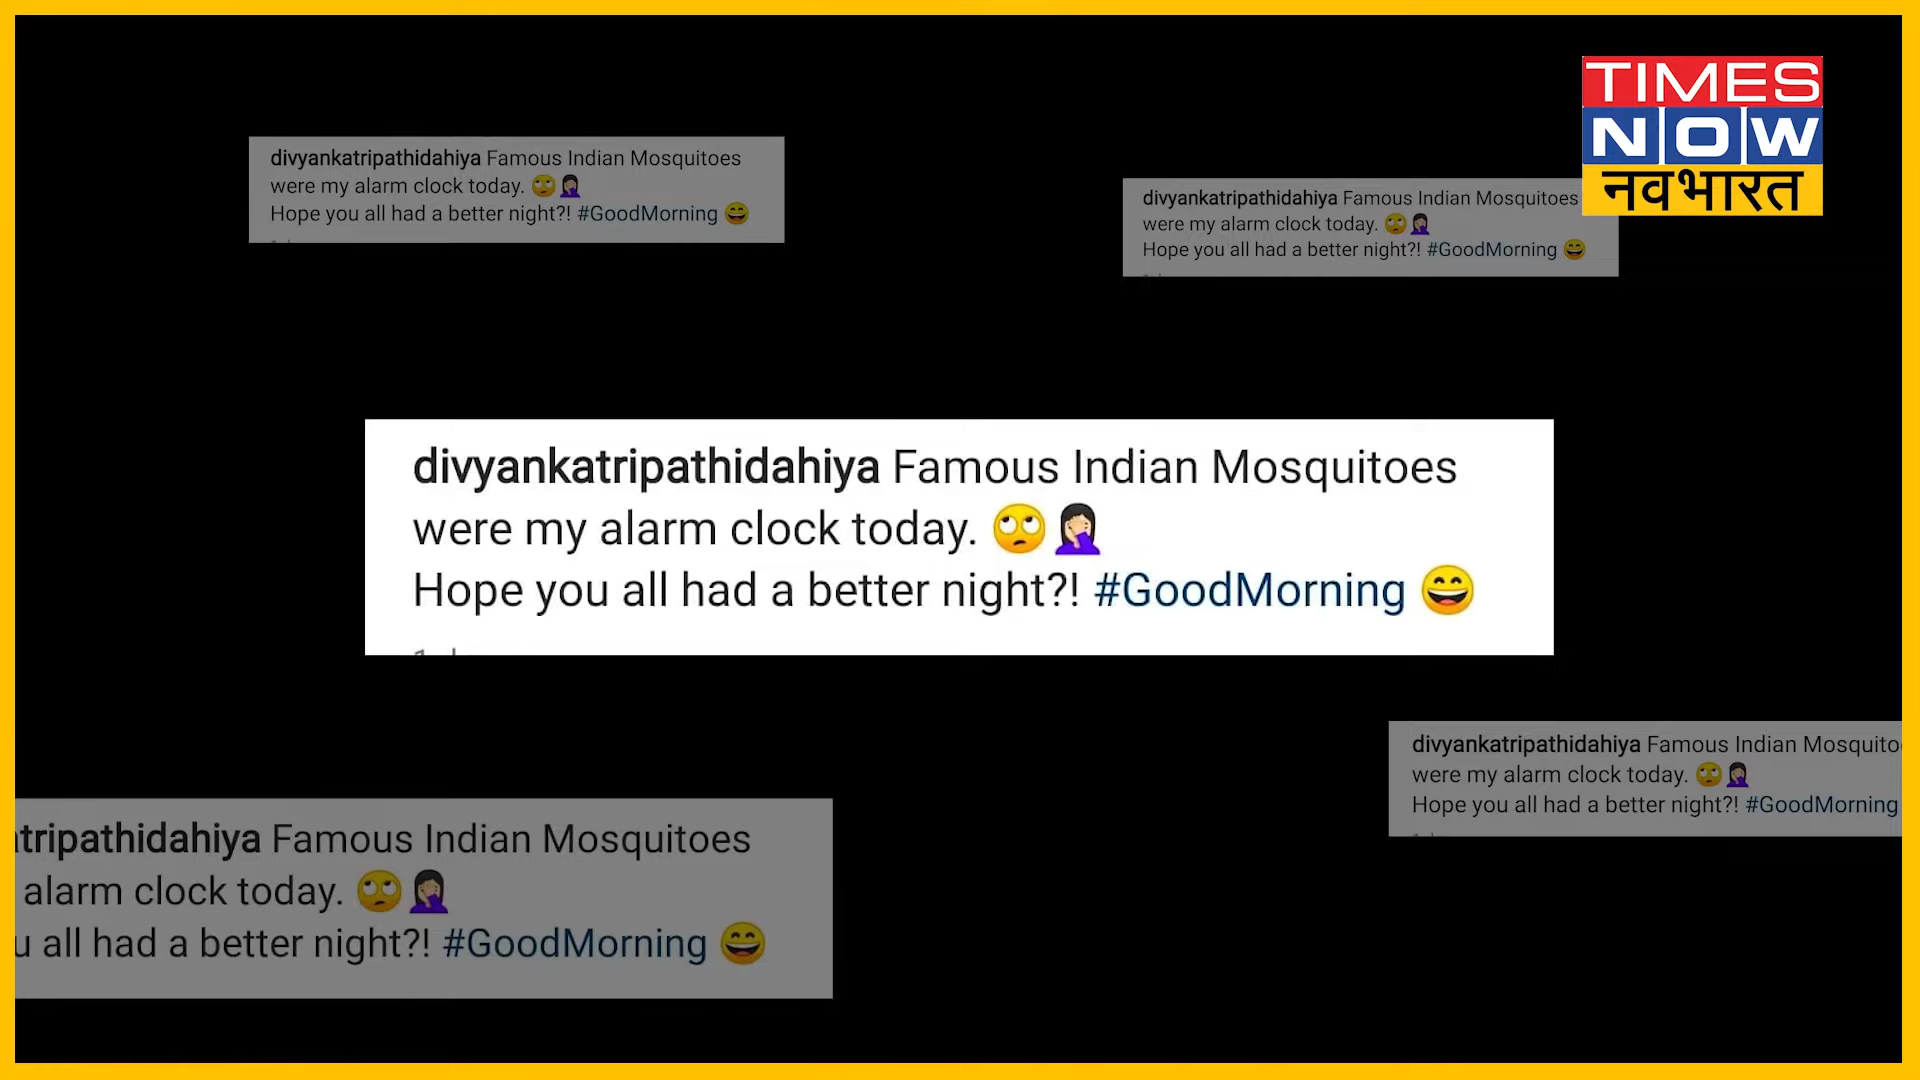 TIMES
NOW
नवभारत
divyankatripathidahiya Famous Indian Mosquitoes
were my alarm clock today. 🙄🤦🏻‍♀️
Hope you all had a better night?! #GoodMorning 😄
divyankatripathidahiya Famous Indian Mosquitoes
were my alarm clock today. 🙄🤦🏻‍♀️
Hope you all had a better night?! #GoodMorning 😄
divyankatripathidahiya Famous Indian Mosquitoes
were my alarm clock today. 🙄🤦🏻‍♀️
Hope you all had a better night?! #GoodMorning 😄
divyankatripathidahiya Famous Indian Mosquito
were my alarm clock today. 🙄🤦🏻‍♀️
Hope you all had a better night?! #GoodMorning
tripathidahiya Famous Indian Mosquitoes
alarm clock today. 🙄🤦🏻‍♀️
u all had a better night?! #GoodMorning 😄